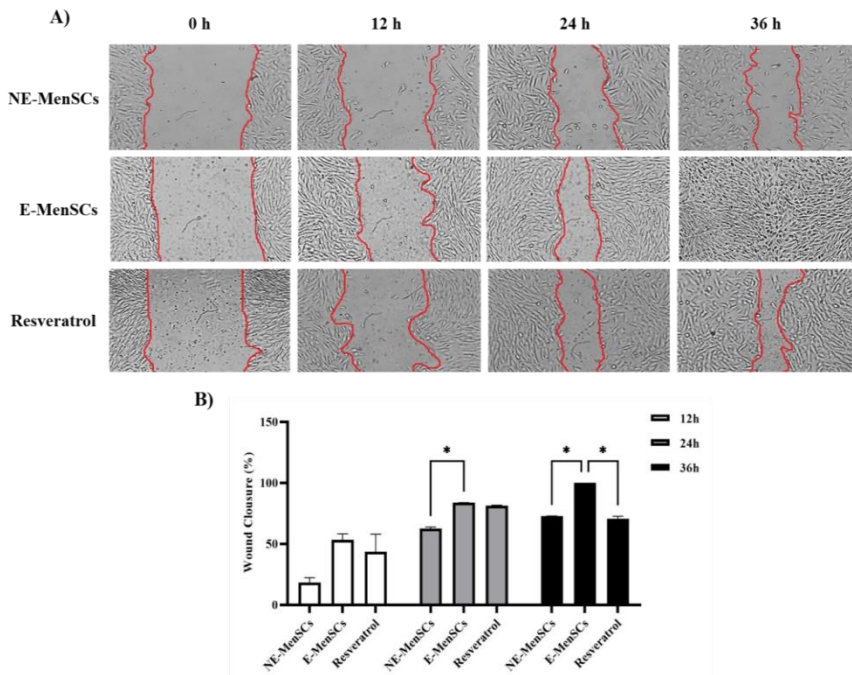 A)
0 h 12 h 24 h 36 h
NE-MenSCs
E-MenSCs
Resveratrol
B)
Wound Clousure (%)
150
100
50
0
* * *
12h
24h
36h
NE-MenSCs E-MenSCs Resveratrol NE-MenSCs E-MenSCs Resveratrol NE-MenSCs E-MenSCs Resveratrol